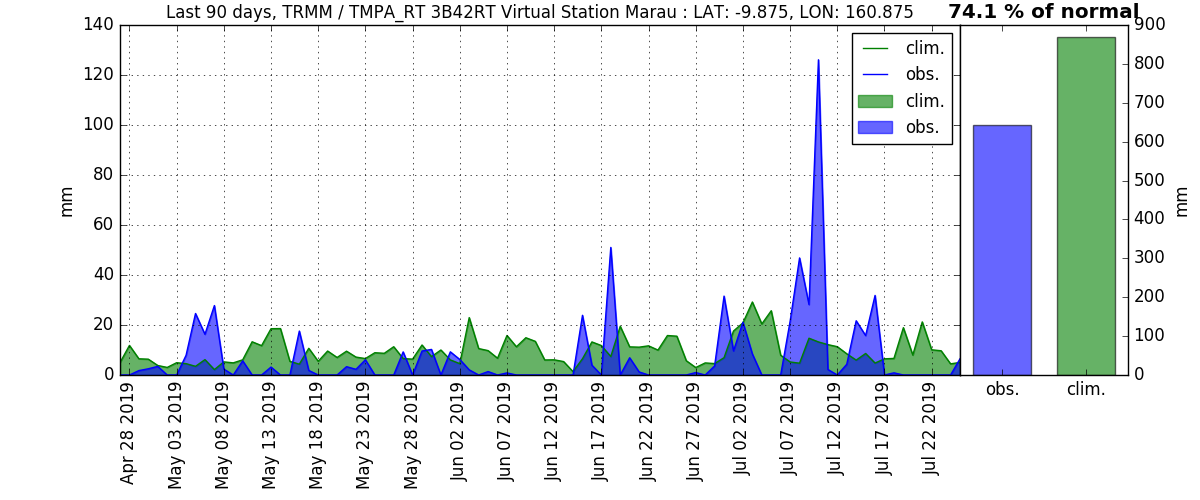 Last 90 days, TRMM / TMPA_RT 3B42RT Virtual Station Marau : LAT: -9.875, LON: 160.875
74.1 % of normal
140
120
100
80
60
40
20
0
mm
clim.
obs.
clim.
obs.
900
800
700
600
500
400
300
200
100
0
mm
Apr 28 2019
May 03 2019
May 08 2019
May 13 2019
May 18 2019
May 23 2019
May 28 2019
Jun 02 2019
Jun 07 2019
Jun 12 2019
Jun 17 2019
Jun 22 2019
Jun 27 2019
Jul 02 2019
Jul 07 2019
Jul 12 2019
Jul 17 2019
Jul 22 2019
obs.
clim.